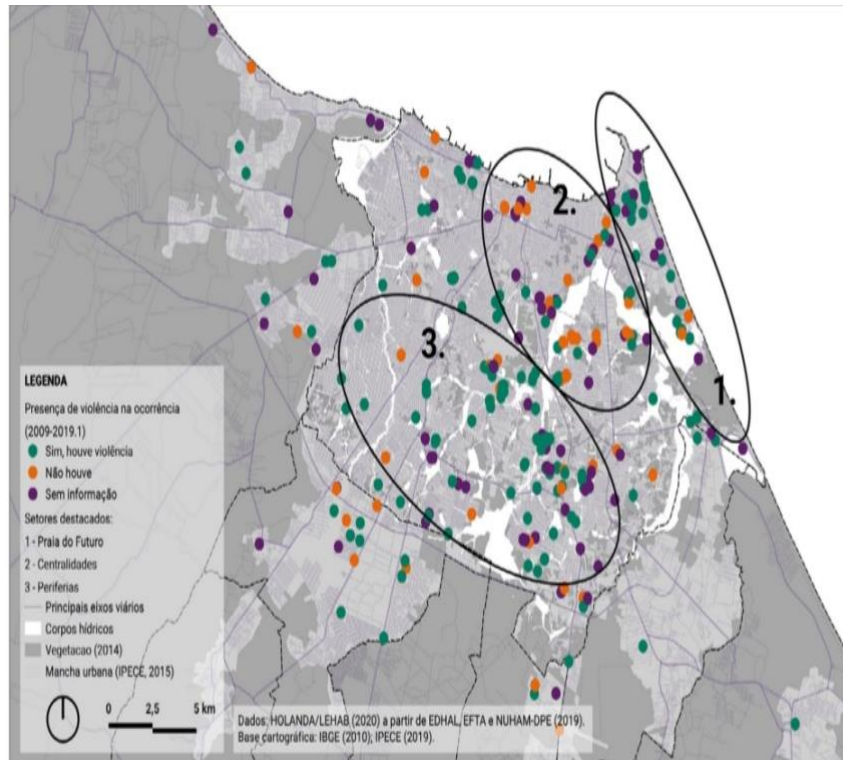 2.
3.
1.
LEGENDA
Presença de violência na ocorrência
(2009-2019.1)
Sim, houve violência
Não houve
Sem informação
Setores destacados:
1 - Praia do Futuro
2 - Centralidades
3 - Periferias
Principais eixos viários
Corpos hídricos
Vegetacao (2014)
Mancha urbana (IPECE, 2015)
0 2,5 5 km
Dados: HOLANDA/LEHAB (2020) a partir de EDHAL, EFTA e NUHAM-DPE (2019).
Base cartográfica: IBGE (2010); IPECE (2019).